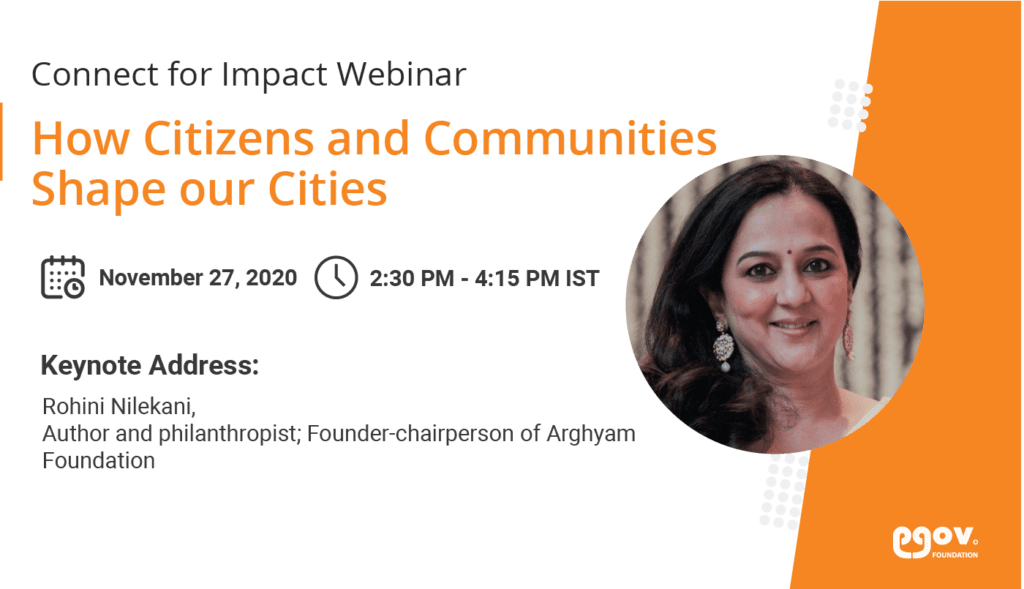 Connect for Impact Webinar
How Citizens and Communities
Shape our Cities
November 27, 2020
2:30 PM - 4:15 PM IST
Keynote Address:
Rohini Nilekani,
Author and philanthropist; Founder-chairperson of Arghyam
Foundation
egov.
FOUNDATION